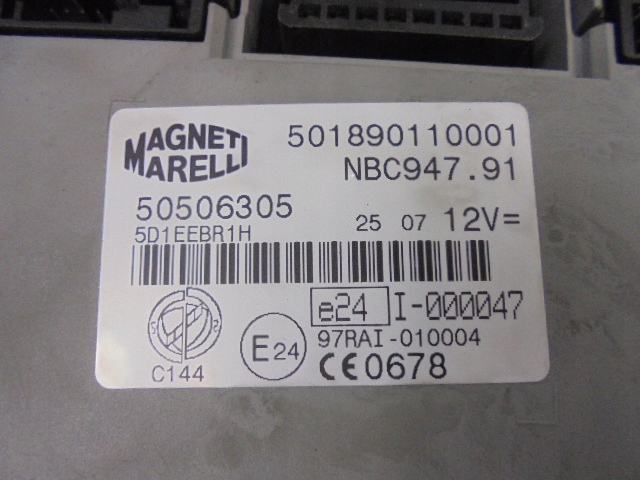 MAGNETI
MARELLI
501890110001
NBC947.91
50506305
25 07 12V=
5D1EEBR1H
e24 I-000047
97RAI-010004
E24
CE0678
C144